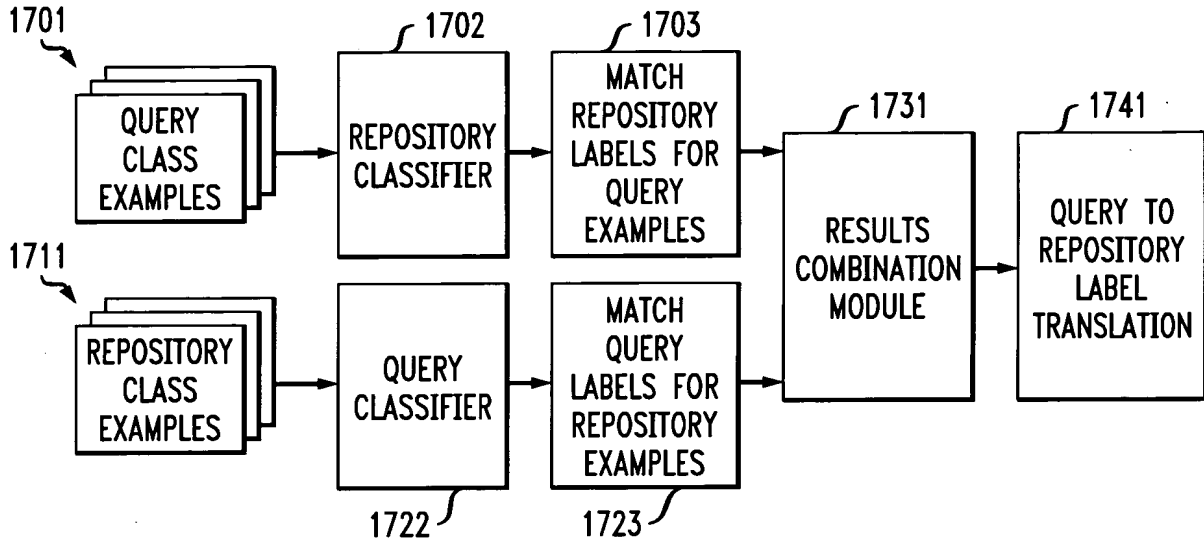 1701
QUERY
CLASS
EXAMPLES
1702
REPOSITORY
CLASSIFIER
1703
MATCH
REPOSITORY
LABELS FOR
QUERY
EXAMPLES
1711
REPOSITORY
CLASS
EXAMPLES
QUERY
CLASSIFIER
1722
MATCH
QUERY
LABELS FOR
REPOSITORY
EXAMPLES
1723
1731
RESULTS
COMBINATION
MODULE
1741
QUERY TO
REPOSITORY
LABEL
TRANSLATION